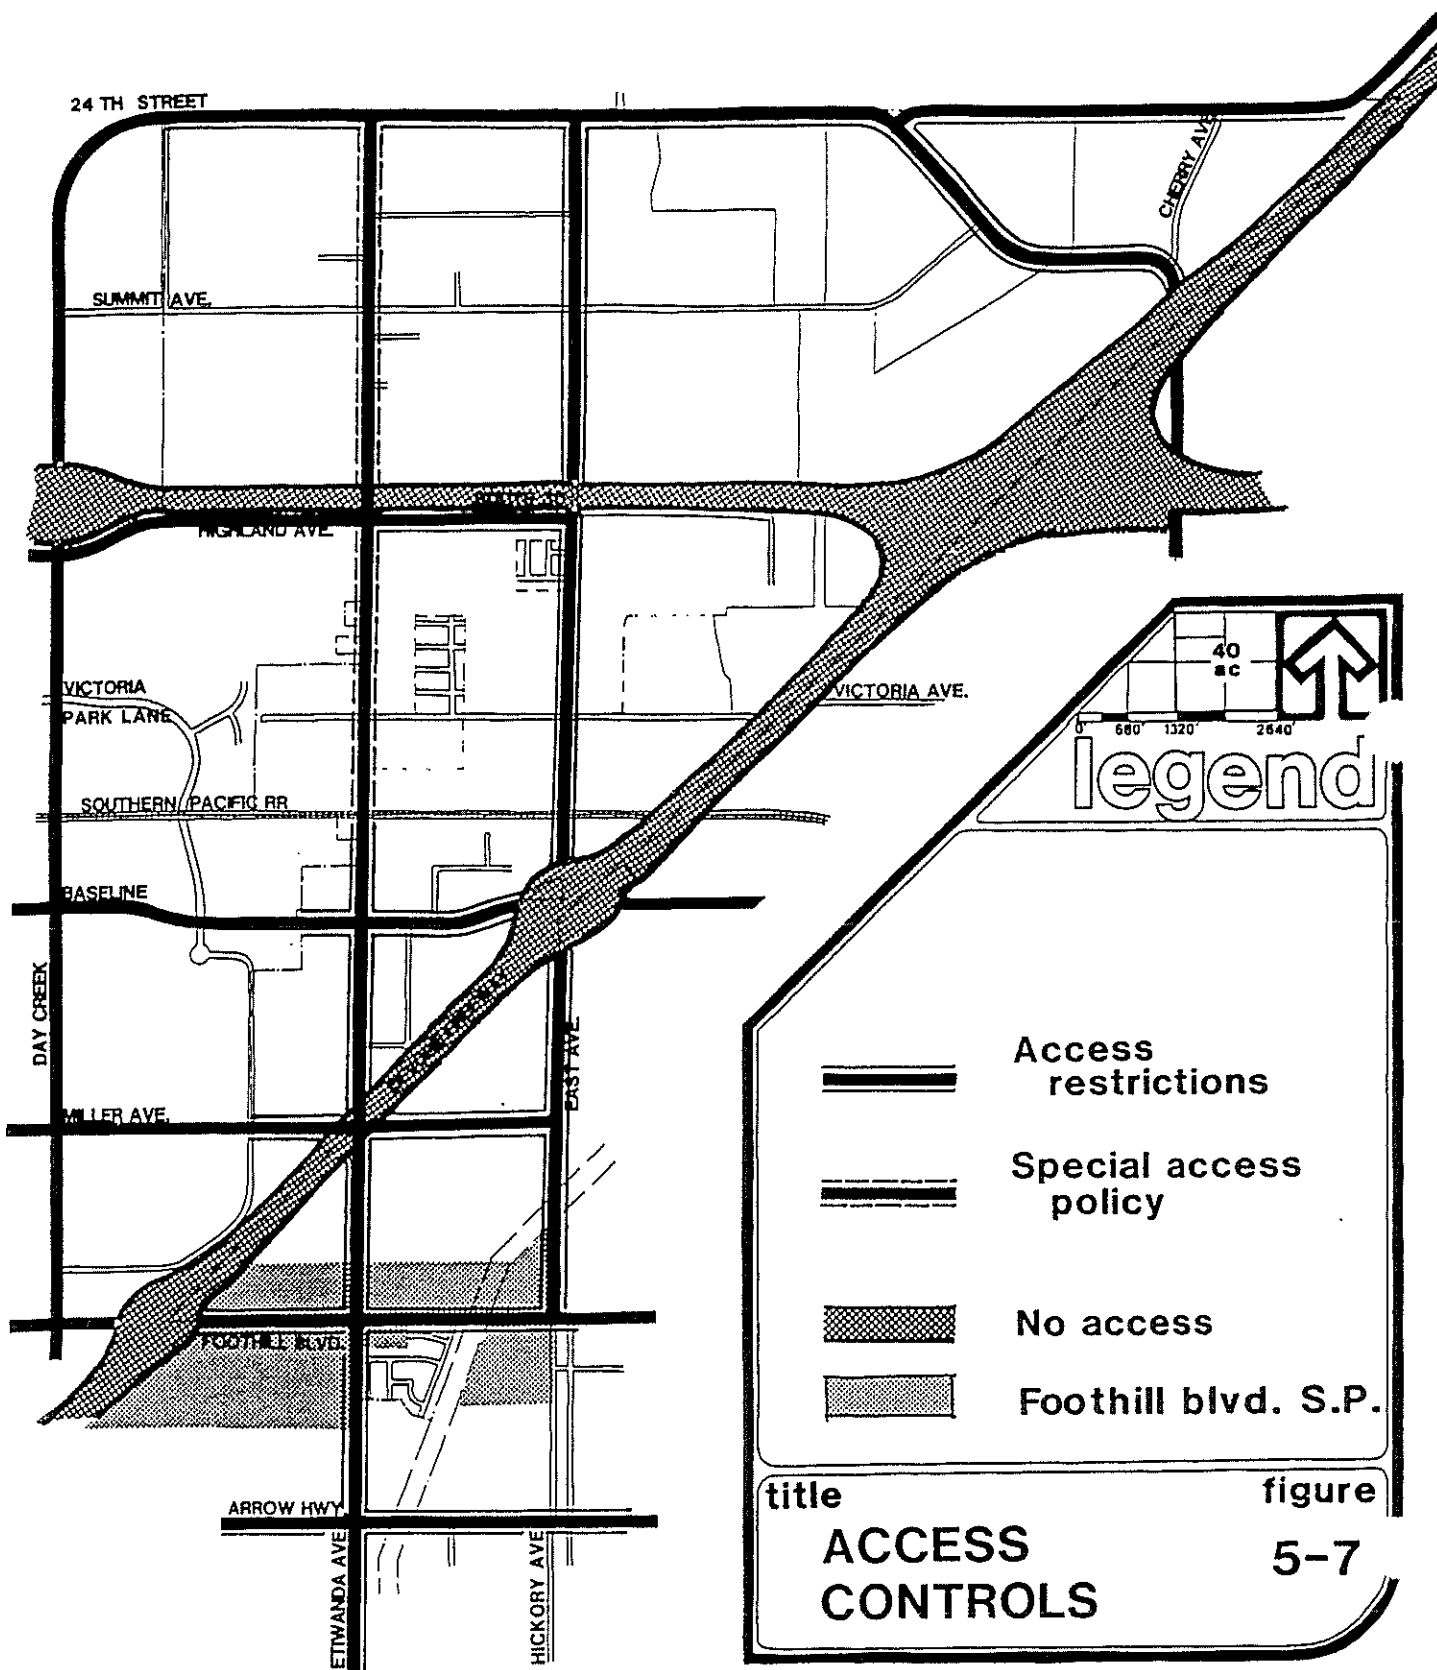 24 TH STREET
CHERRY AVE
SUMMIT AVE.
HIGHLAND AVE.
VICTORIA
PARK LANE
VICTORIA AVE.
SOUTHERN PACIFIC RR
BASELINE
DAY CREEK
EAST AVE.
MILLER AVE.
FOOTHILL BLVD.
ARROW HWY
ETIWANDA AVE
HICKORY AVE
40
ac
0' 660' 1320' 2640'
legend
Access
restrictions
Special access
policy
No access
Foothill blvd. S.P.
title figure
ACCESS
CONTROLS
5-7